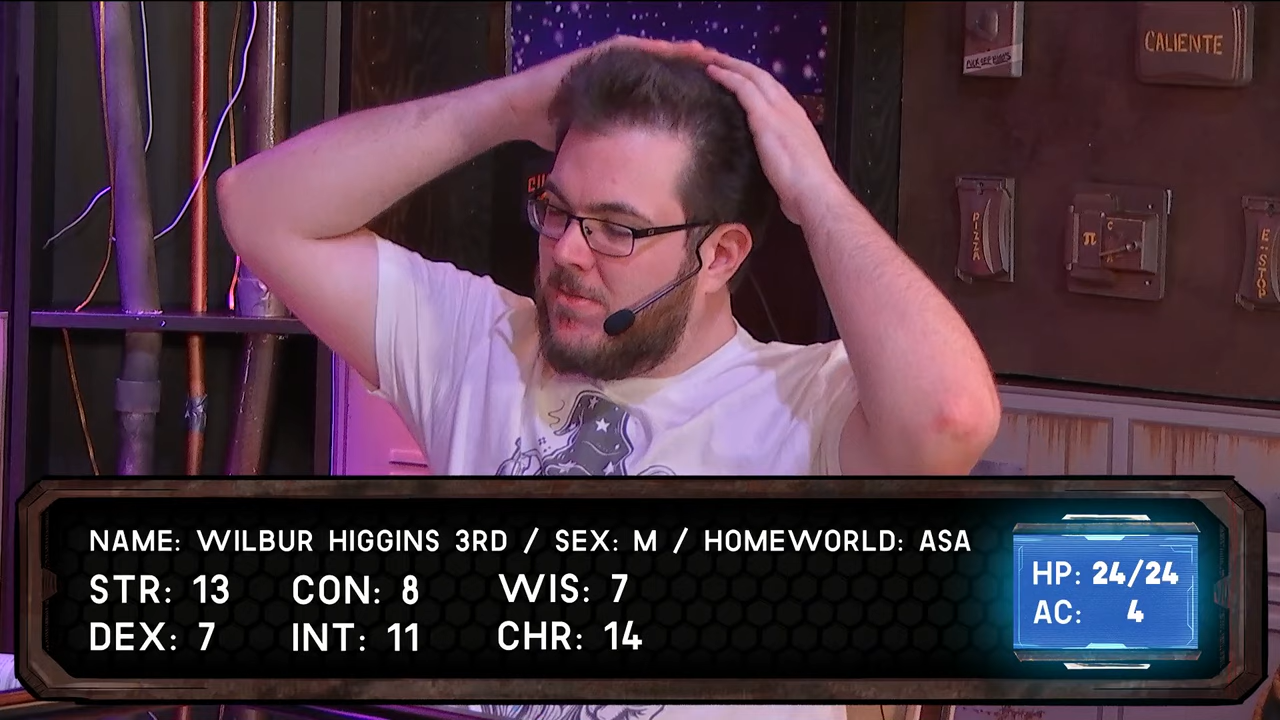 CALIENTE
PIZZA
π
E-STOP
NAME: WILBUR HIGGINS 3RD / SEX: M / HOMEWORLD: ASA
STR: 13 CON: 8 WIS: 7
DEX: 7 INT: 11 CHR: 14
HP: 24/24
AC: 4